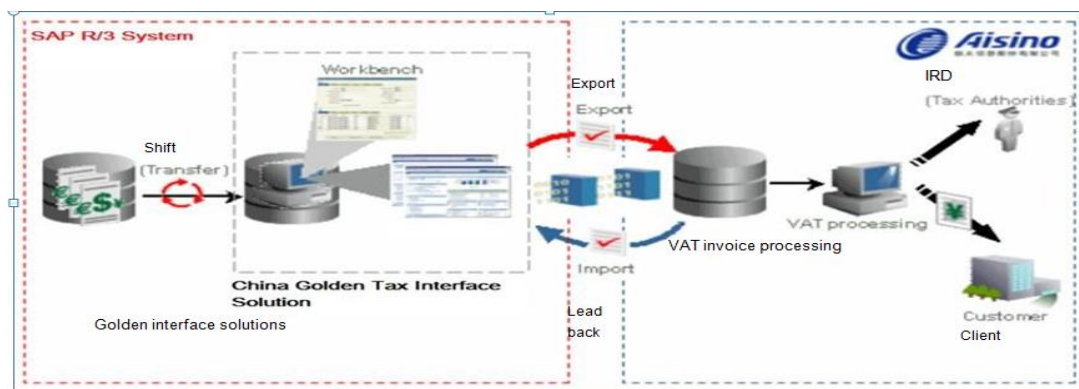 SAP R/3 System
Workbench
Shift
(Transfer)
China Golden Tax Interface
Solution
Golden interface solutions
Export
Export
Import
Lead
back
Aisino
IRD
(Tax Authorities)
VAT processing
VAT invoice processing
¥
Customer
Client